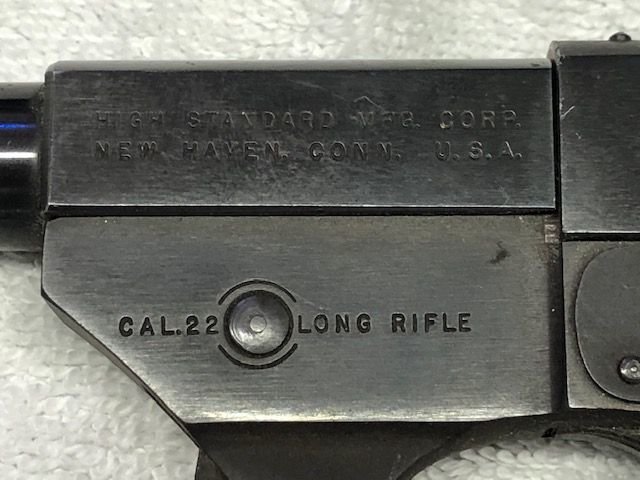 HIGH STANDARD MFG. CORP.
NEW HAVEN, CONN. U.S.A.
CAL.22 LONG RIFLE